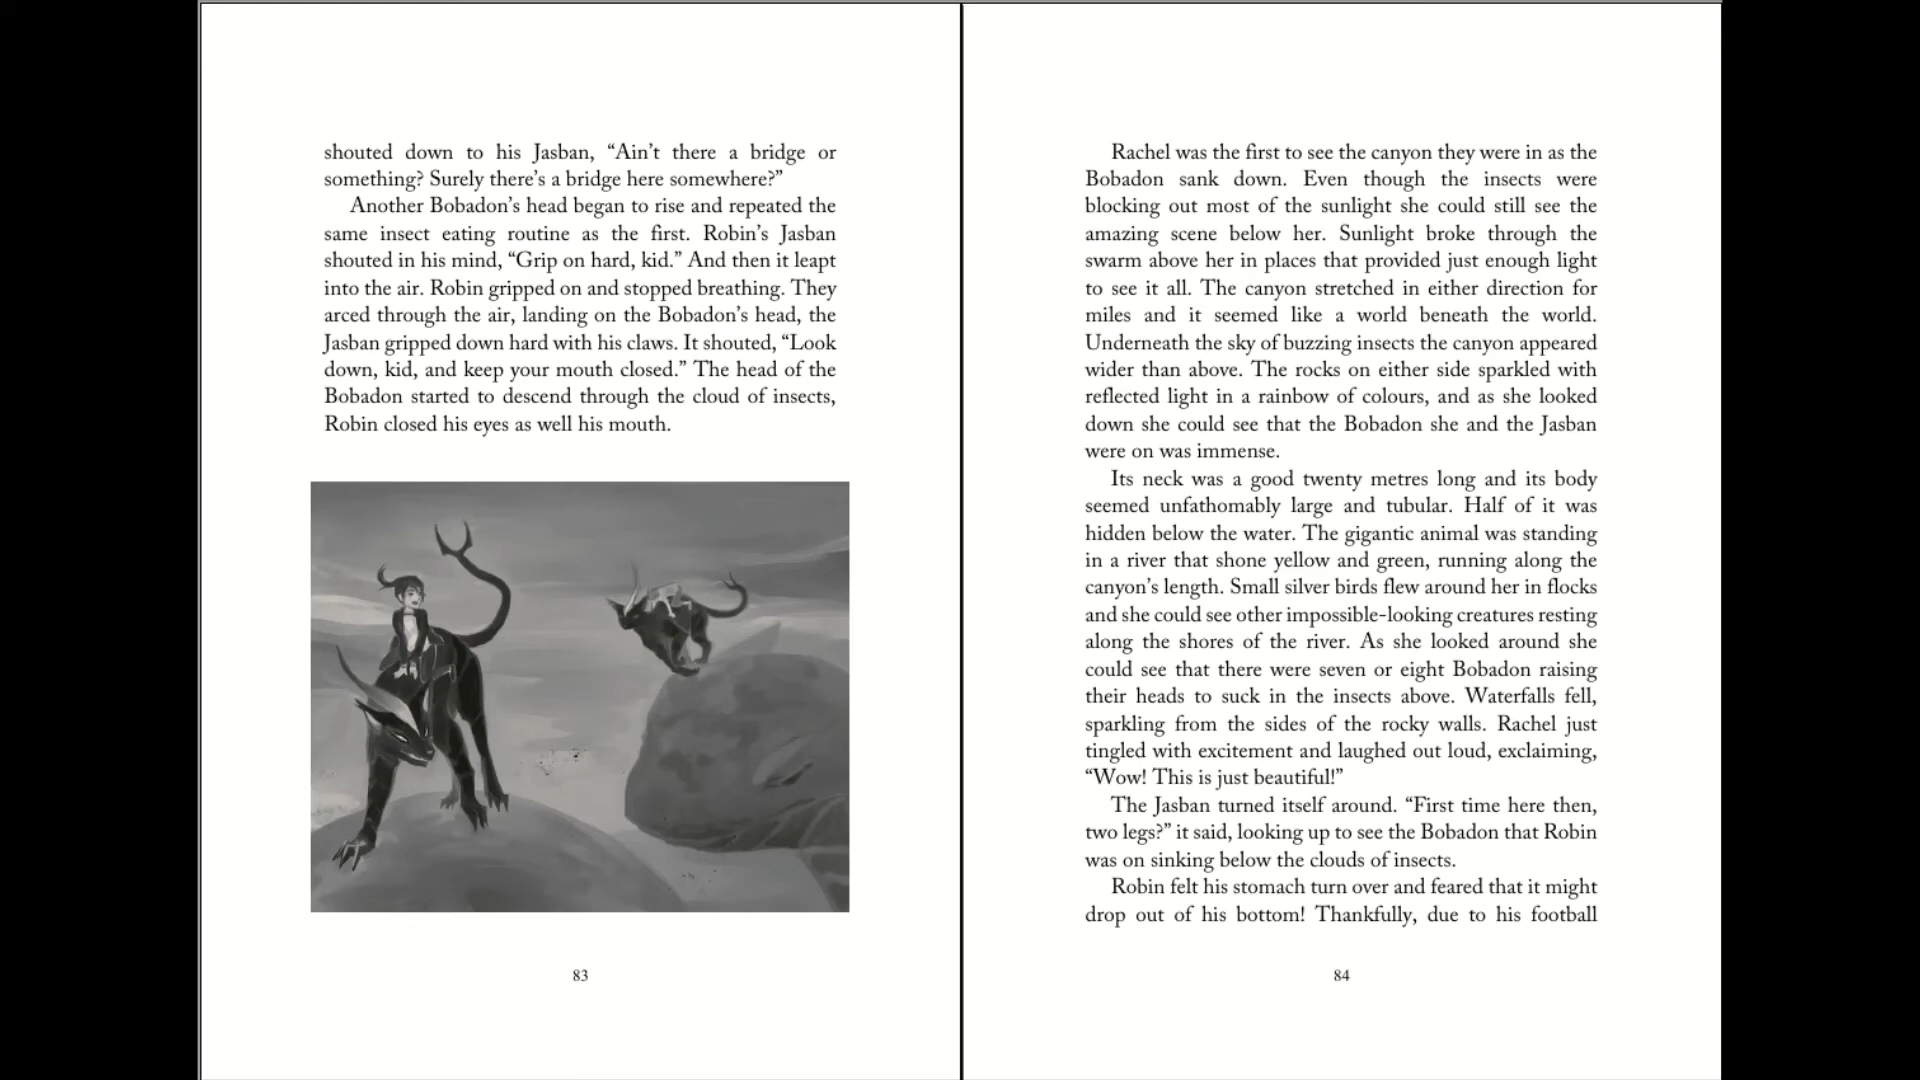 shouted down to his Jasban, “Ain’t there a bridge or
something? Surely there’s a bridge here somewhere?”
Another Bobadon’s head began to rise and repeated the
same insect eating routine as the first. Robin’s Jasban
shouted in his mind, “Grip on hard, kid.” And then it leapt
into the air. Robin gripped on and stopped breathing. They
arced through the air, landing on the Bobadon’s head, the
Jasban gripped down hard with his claws. It shouted, “Look
down, kid, and keep your mouth closed.” The head of the
Bobadon started to descend through the cloud of insects,
Robin closed his eyes as well his mouth.
83
Rachel was the first to see the canyon they were in as the
Bobadon sank down. Even though the insects were
blocking out most of the sunlight she could still see the
amazing scene below her. Sunlight broke through the
swarm above her in places that provided just enough light
to see it all. The canyon stretched in either direction for
miles and it seemed like a world beneath the world.
Underneath the sky of buzzing insects the canyon appeared
wider than above. The rocks on either side sparkled with
reflected light in a rainbow of colours, and as she looked
down she could see that the Bobadon she and the Jasban
were on was immense.
Its neck was a good twenty metres long and its body
seemed unfathomably large and tubular. Half of it was
hidden below the water. The gigantic animal was standing
in a river that shone yellow and green, running along the
canyon’s length. Small silver birds flew around her in flocks
and she could see other impossible-looking creatures resting
along the shores of the river. As she looked around she
could see that there were seven or eight Bobadon raising
their heads to suck in the insects above. Waterfalls fell,
sparkling from the sides of the rocky walls. Rachel just
tingled with excitement and laughed out loud, exclaiming,
“Wow! This is just beautiful!”
The Jasban turned itself around. “First time here then,
two legs?” it said, looking up to see the Bobadon that Robin
was on sinking below the clouds of insects.
Robin felt his stomach turn over and feared that it might
drop out of his bottom! Thankfully, due to his football
84